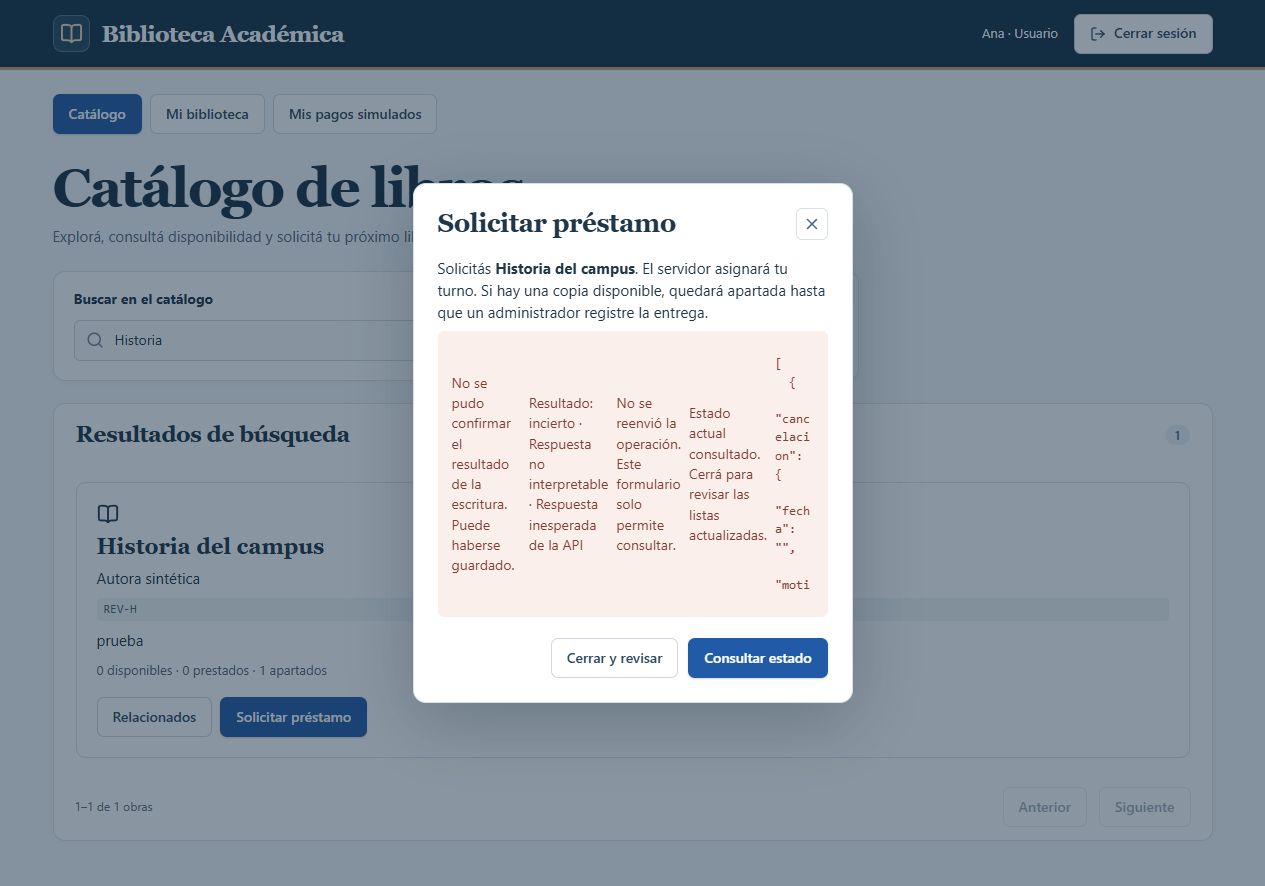 Biblioteca Académica
Ana · Usuario
Cerrar sesión
Catálogo
Mi biblioteca
Mis pagos simulados
Catálogo de libros
Explorá, consultá disponibilidad y solicitá tu próximo li
Buscar en el catálogo
Historia
Resultados de búsqueda
1
Historia del campus
Autora sintética
REV-H
prueba
0 disponibles · 0 prestados · 1 apartados
Relacionados
Solicitar préstamo
1–1 de 1 obras
Anterior
Siguiente
Solicitar préstamo
Solicitás Historia del campus. El servidor asignará tu
turno. Si hay una copia disponible, quedará apartada hasta
que un administrador registre la entrega.
No se
pudo
confirmar
el
resultado
de la
escritura.
Puede
haberse
guardado.
Resultado:
incierto ·
Respuesta
no
interpretable
· Respuesta
inesperada
de la API
No se
reenvió la
operación.
Este
formulario
solo
permite
consultar.
Estado
actual
consultado.
Cerrá para
revisar las
listas
actualizadas.
[
{
"canc
elaci
on":
{
"fech
a":
"",
"moti
Cerrar y revisar
Consultar estado